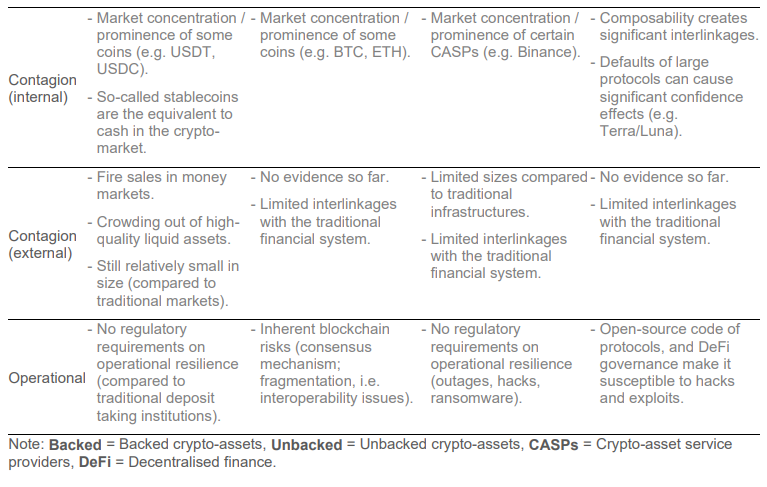 - Market concentration / prominence of some coins (e.g. USDT, USDC).
- So-called stablecoins are the equivalent to cash in the crypto-market.
- Market concentration / prominence of some coins (e.g. BTC, ETH).
- Market concentration / prominence of certain CASPs (e.g. Binance).
- Composability creates significant interlinkages.
- Defaults of large protocols can cause significant confidence effects (e.g. Terra/Luna).
Contagion (internal)
- Fire sales in money markets.
- Crowding out of high-quality liquid assets.
- Still relatively small in size (compared to traditional markets).
- No evidence so far.
- Limited interlinkages with the traditional financial system.
- Limited sizes compared to traditional infrastructures.
- Limited interlinkages with the traditional financial system.
- No evidence so far.
- Limited interlinkages with the traditional financial system.
Contagion (external)
- No regulatory requirements on operational resilience (compared to traditional deposit taking institutions).
- Inherent blockchain risks (consensus mechanism; fragmentation, i.e. interoperability issues).
- No regulatory requirements on operational resilience (outages, hacks, ransomware).
- Open-source code of protocols, and DeFi governance make it susceptible to hacks and exploits.
Operational
Note: Backed = Backed crypto-assets, Unbacked = Unbacked crypto-assets, CASPs = Crypto-asset service
providers, DeFi = Decentralised finance.